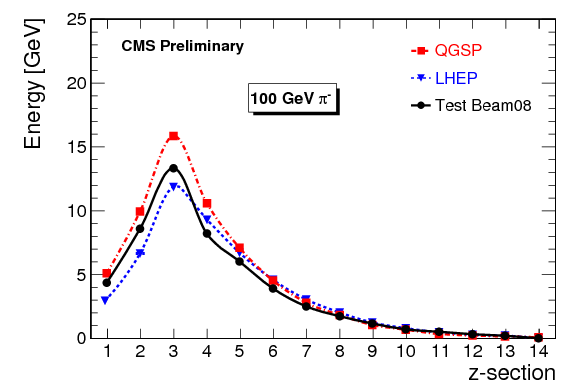 Energy [GeV]
25
20
15
10
5
0
CMS Preliminary
QGSP
LHEP
Test Beam08
100 GeV π⁻
1 2 3 4 5 6 7 8 9 10 11 12 13 14
z-section